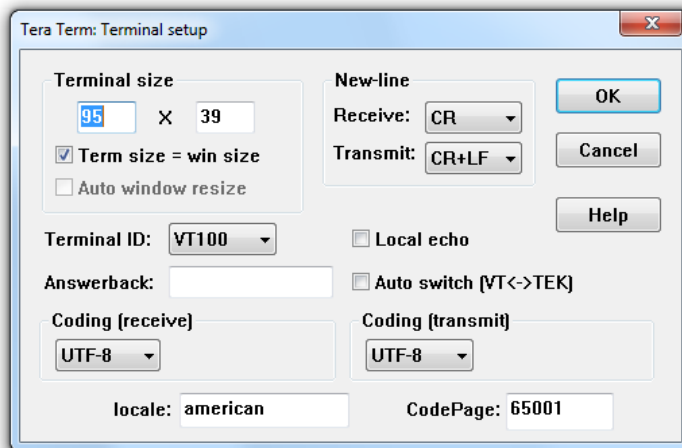 Tera Term: Terminal setup
Terminal size
95 X 39
Term size = win size
Auto window resize
New-line
Receive: CR
Transmit: CR+LF
OK
Cancel
Help
Terminal ID: VT100
Local echo
Answerback:
Auto switch (VT<->TEK)
Coding (receive)
UTF-8
Coding (transmit)
UTF-8
locale: american
CodePage: 65001